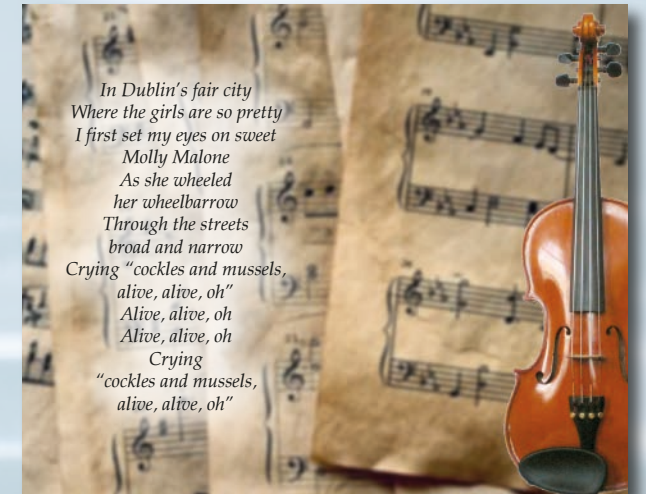 In Dublin's fair city
Where the girls are so pretty
I first set my eyes on sweet
Molly Malone
As she wheeled
her wheelbarrow
Through the streets
broad and narrow
Crying “cockles and mussels,
alive, alive, oh”
Alive, alive, oh
Alive, alive, oh
Crying
“cockles and mussels,
alive, alive, oh”